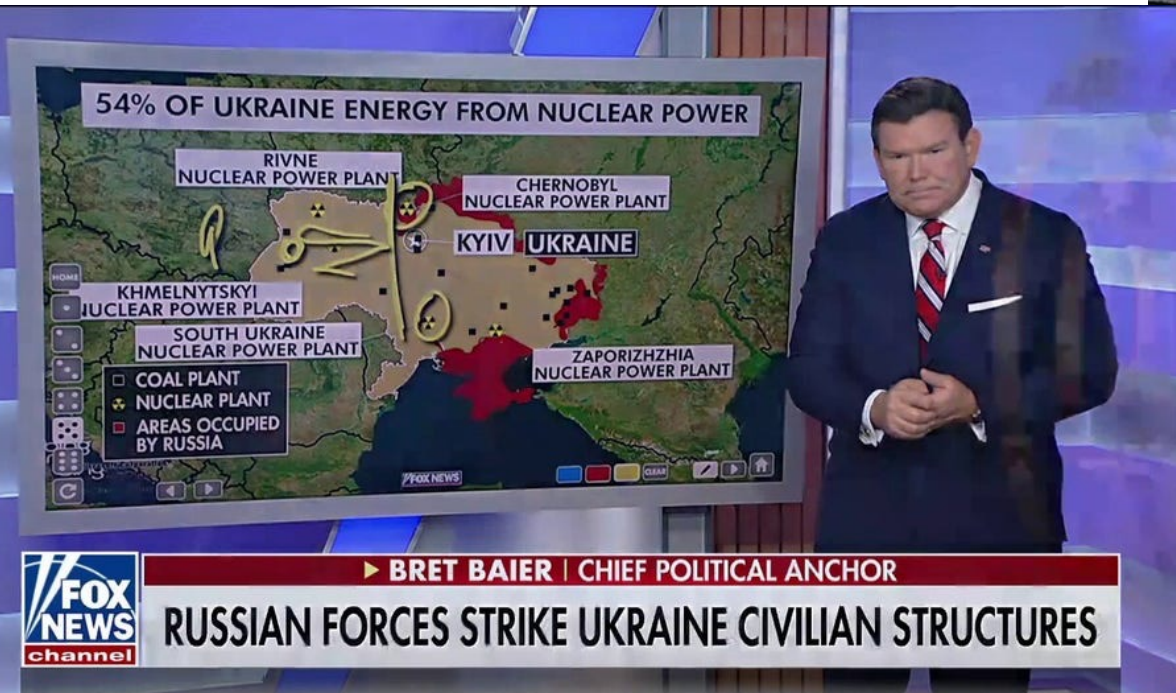 54% OF UKRAINE ENERGY FROM NUCLEAR POWER
RIVNE
NUCLEAR POWER PLANT
CHERNOBYL
NUCLEAR POWER PLANT
KYIV
UKRAINE
HOME
KHMELNYTSKYI
NUCLEAR POWER PLANT
SOUTH UKRAINE
NUCLEAR POWER PLANT
ZAPORIZHZHIA
NUCLEAR POWER PLANT
COAL PLANT
NUCLEAR PLANT
AREAS OCCUPIED
BY RUSSIA
FOX NEWS
CLEAR
BRET BAIER | CHIEF POLITICAL ANCHOR
FOX
NEWS
channel
RUSSIAN FORCES STRIKE UKRAINE CIVILIAN STRUCTURES